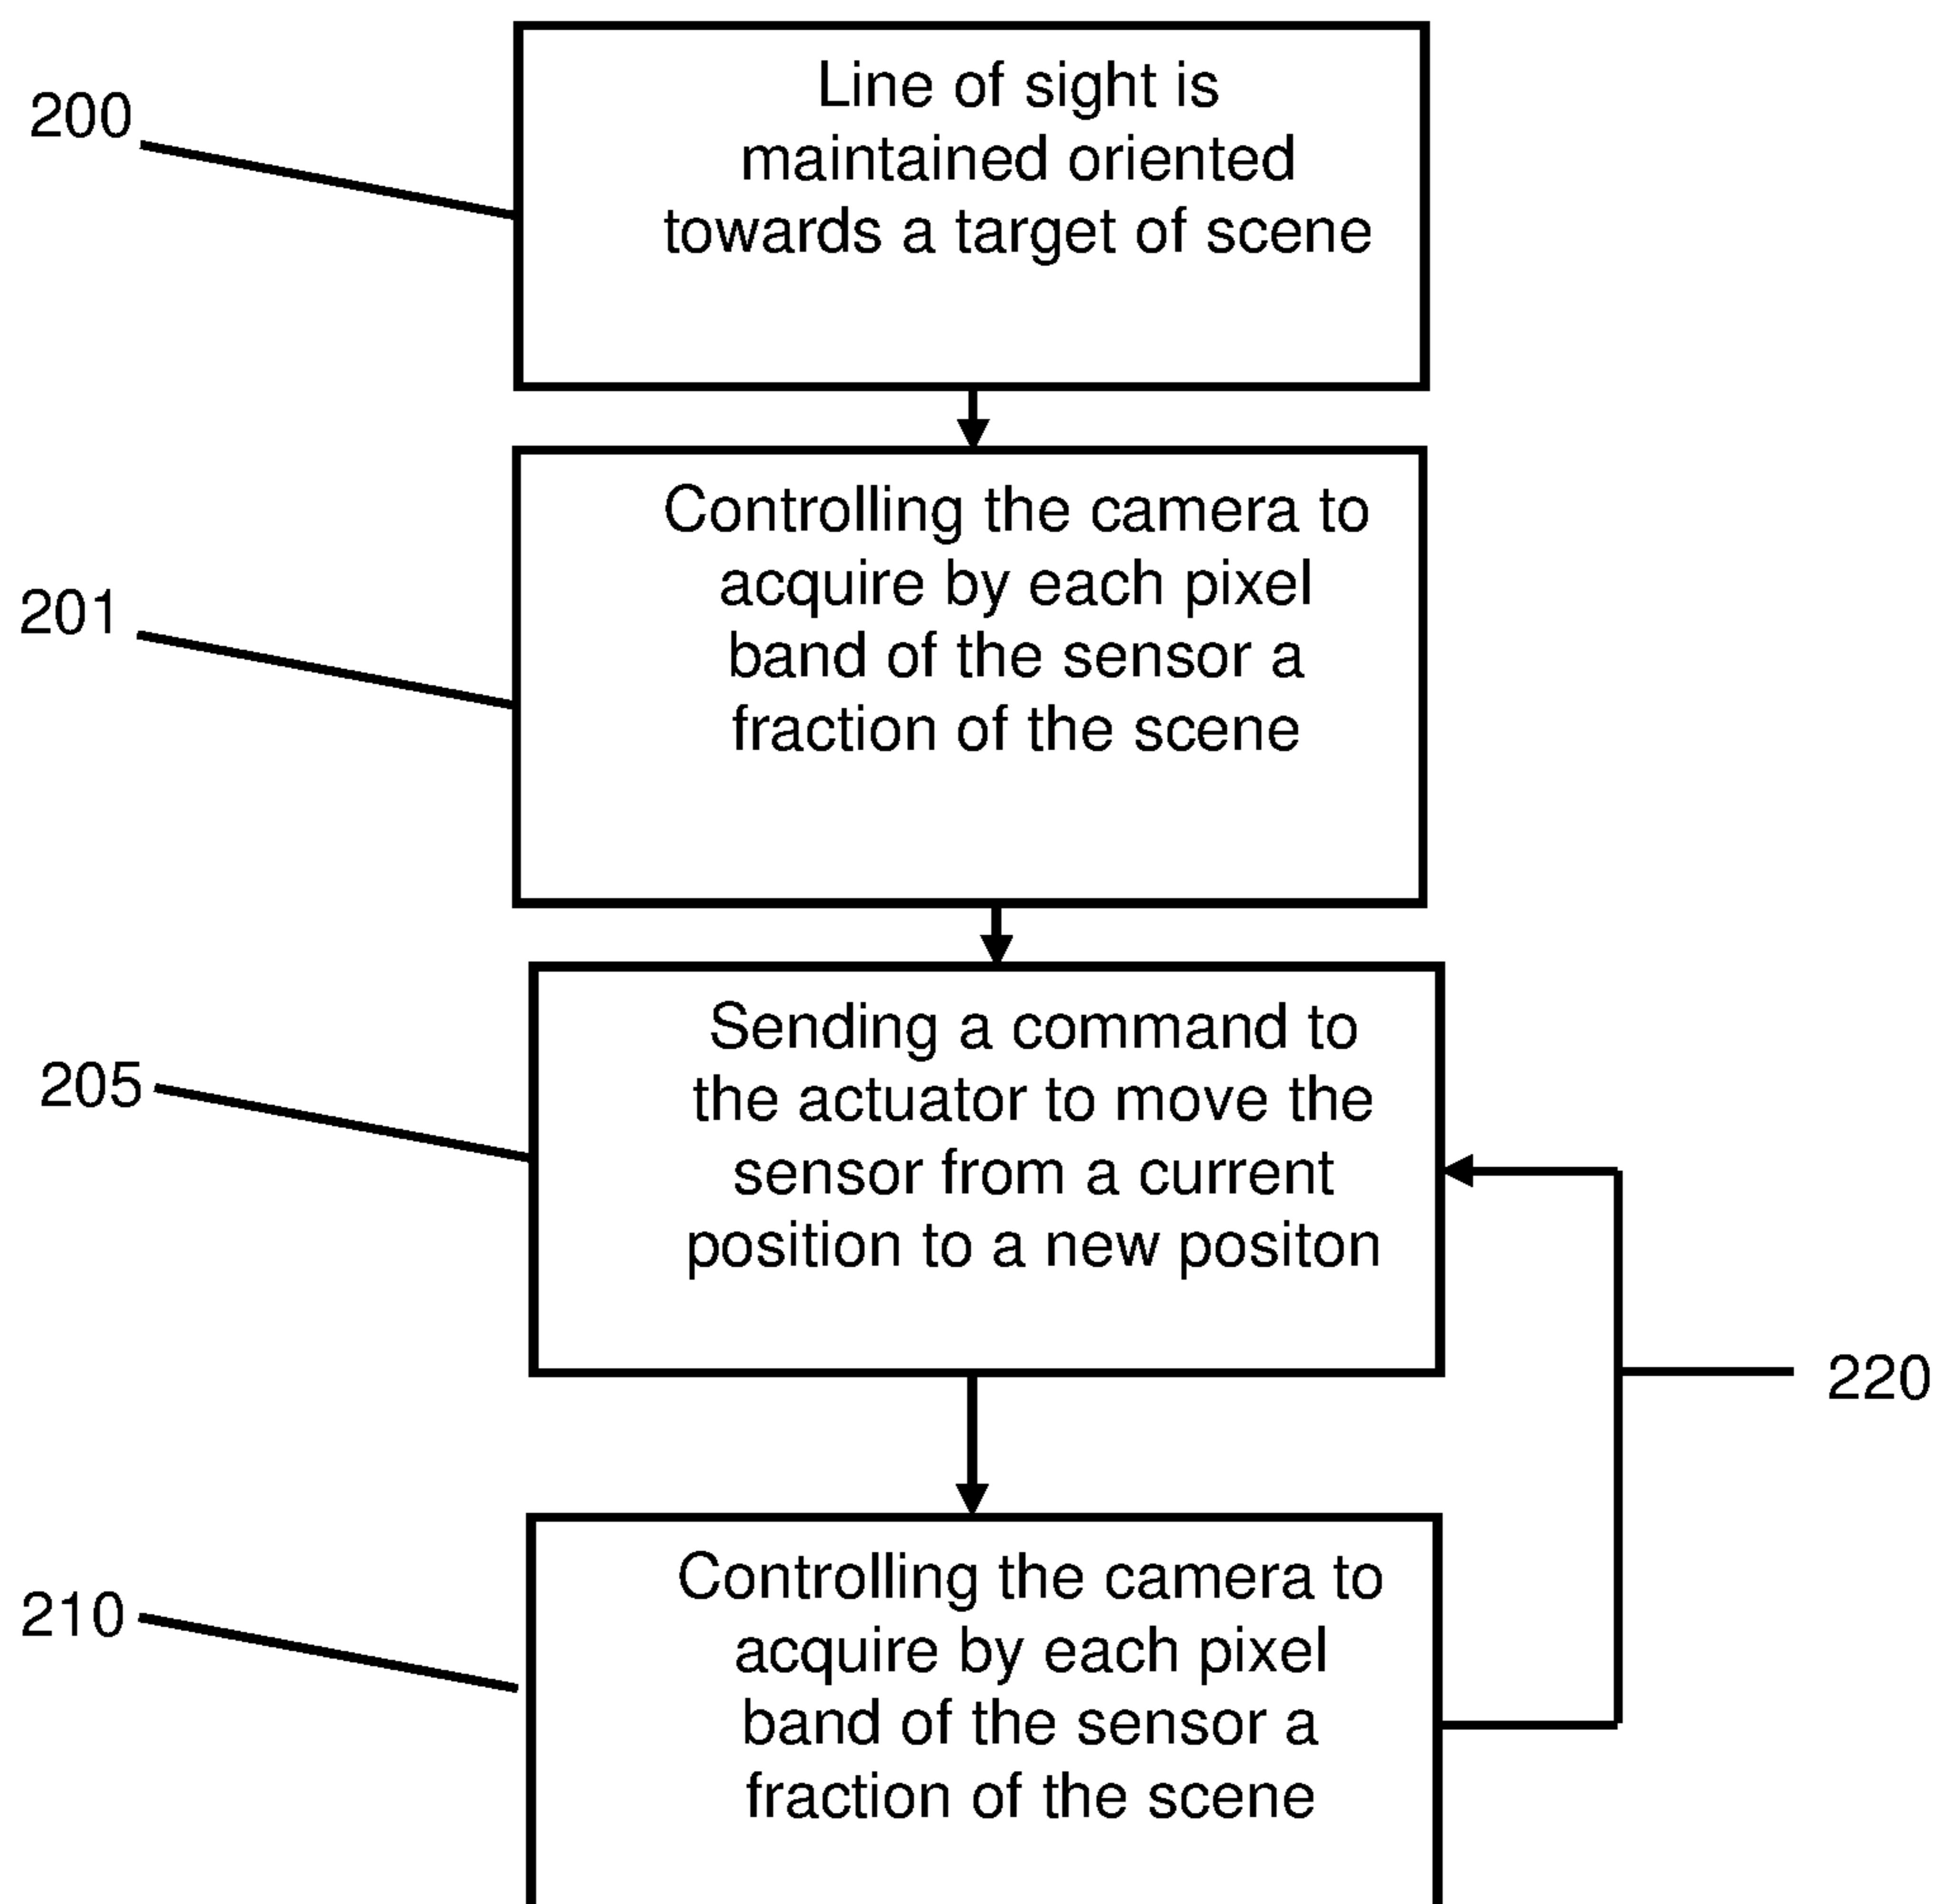 200
Line of sight is
maintained oriented
towards a target of scene
201
Controlling the camera to
acquire by each pixel
band of the sensor a
fraction of the scene
205
Sending a command to
the actuator to move the
sensor from a current
position to a new positon
220
210
Controlling the camera to
acquire by each pixel
band of the sensor a
fraction of the scene